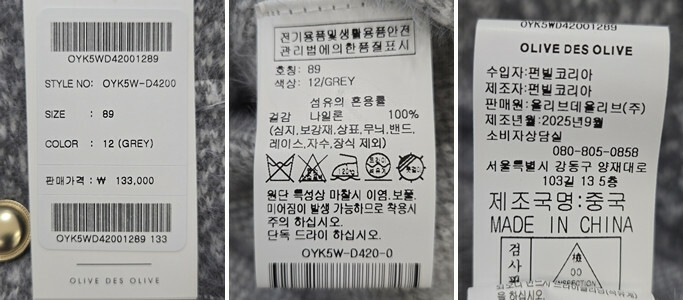 OYK5WD42001289
STYLE NO: OYK5W-D4200
SIZE : 89
COLOR : 12 (GREY)
판매가격 : ₩ 133,000
OYK5WD42001289 133
OLIVE DES OLIVE
전기용품및생활용품안전
관리법에의한품질표시
호칭: 89
색상: 12/GREY
섬유의 혼용률
겉감 나일론 100%
(심지,보강재,상표,무늬,밴드,
레이스,자수,장식 제외)
원단 특성상 마찰시 이염.보풀.
미어짐이 발생 가능하므로 착용시
주의 하십시오.
단독 드라이 하십시오.
OYK5W-D420-0
OYK5WD42001289
OLIVE DES OLIVE
수입자:펀빌코리아
제조자:펀빌코리아
판매원:올리브데올리브(주)
제조년월:2025년9월
소비자상담실
080-805-0858
서울특별시 강동구 양재대로
103길 13 5층
제조국명:중국
MADE IN CHINA
검
사
을 하십시오.